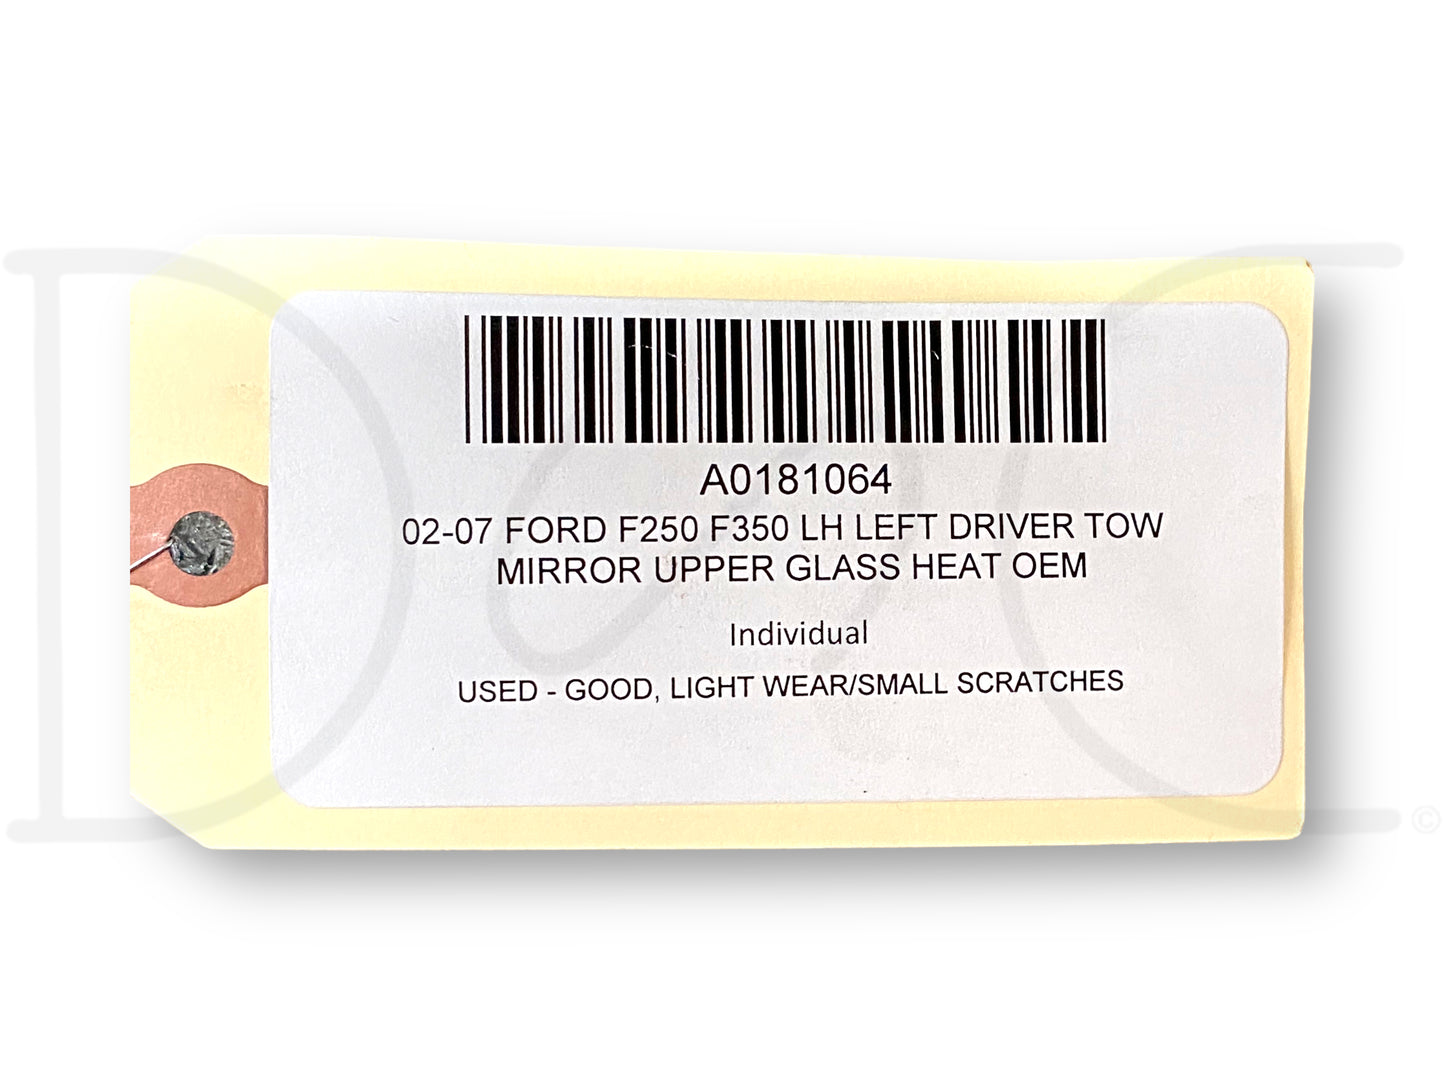 A0181064
02-07 FORD F250 F350 LH LEFT DRIVER TOW
MIRROR UPPER GLASS HEAT OEM
Individual
USED - GOOD, LIGHT WEAR/SMALL SCRATCHES
©